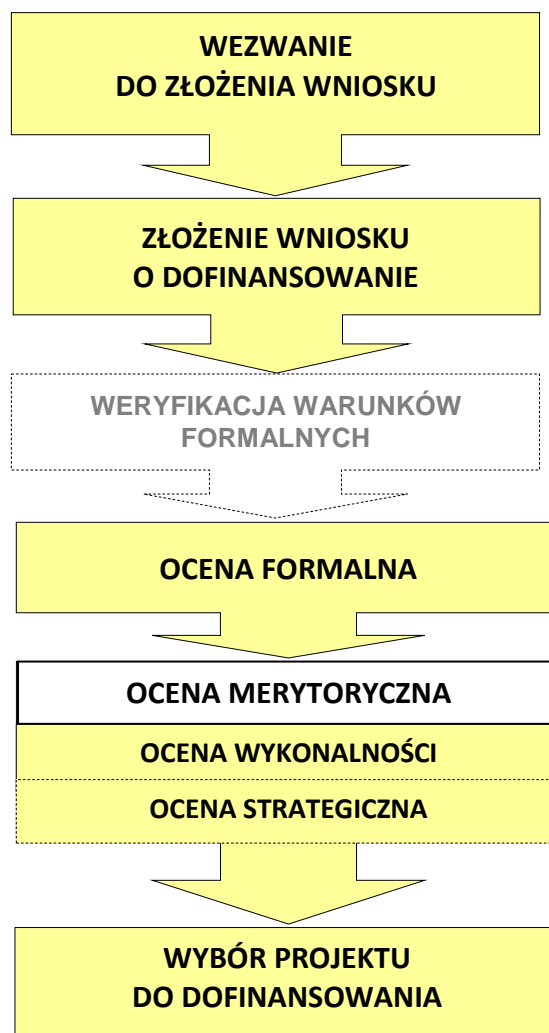 WEZWANIE
DO ZŁOŻENIA WNIOSKU
ZŁOŻENIE WNIOSKU
O DOFINANSOWANIE
WERYFIKACJA WARUNKÓW
FORMALNYCH
OCENA FORMALNA
OCENA MERYTORYCZNA
OCENA WYKONALNOŚCI
OCENA STRATEGICZNA
WYBÓR PROJEKTU
DO DOFINANSOWANIA